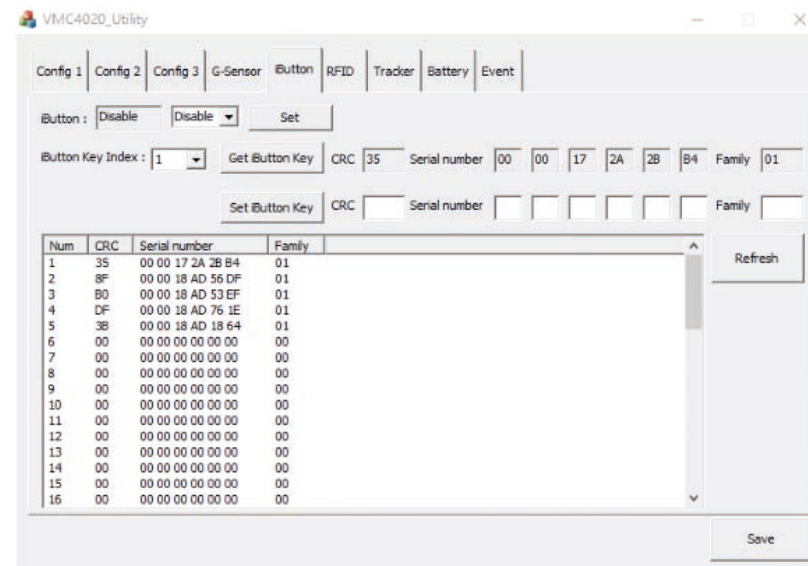 VMC4020_Utility
Config 1 Config 2 Config 3 G-Sensor iButton RFID Tracker Battery Event
iButton : Disable Disable Set
iButton Key Index : 1 Get iButton Key CRC 35 Serial number 00 00 17 2A 2B B4 Family 01
Set iButton Key CRC Serial number Family
Num CRC Serial number Family
Refresh
1 35 00 00 17 2A 2B B4 01
2 8F 00 00 18 AD 56 DF 01
3 B0 00 00 18 AD 53 EF 01
4 DF 00 00 18 AD 76 1E 01
5 3B 00 00 18 AD 18 64 01
6 00 00 00 00 00 00 00 00
7 00 00 00 00 00 00 00 00
8 00 00 00 00 00 00 00 00
9 00 00 00 00 00 00 00 00
10 00 00 00 00 00 00 00 00
11 00 00 00 00 00 00 00 00
12 00 00 00 00 00 00 00 00
13 00 00 00 00 00 00 00 00
14 00 00 00 00 00 00 00 00
15 00 00 00 00 00 00 00 00
16 00 00 00 00 00 00 00 00
Save